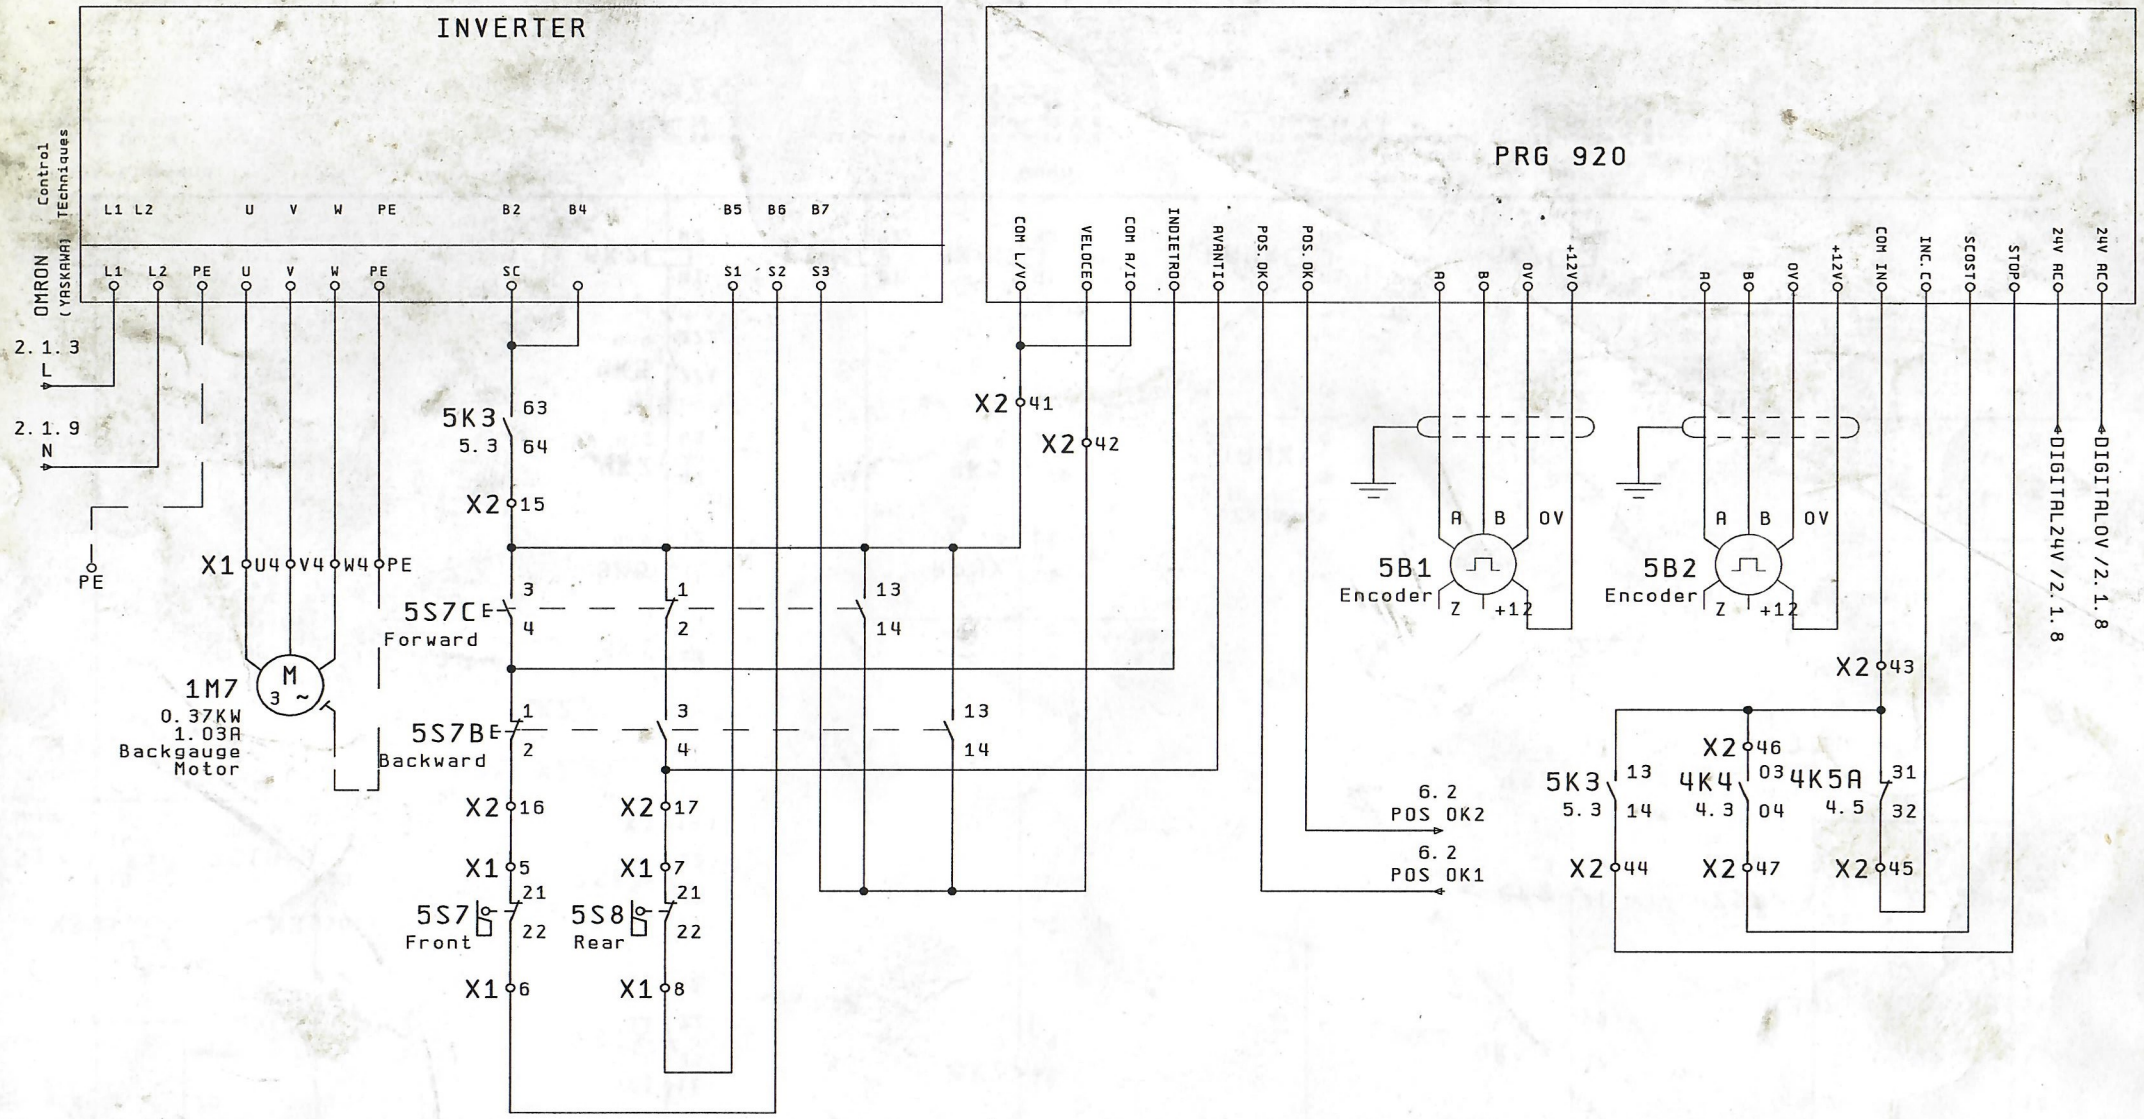 INVERTER
PRG 920
OMRON
(YASKAWA)
Control
TEchniques
L1 L2 U V W PE B2 B4 B5 B6 B7
L1 L2 PE U V W PE SC S1 S2 S3
COM L/V
VELOCE
COM A/I
INDIETRO
AVANTI
POS.OK
POS.OK
A
B
0V
+12V
A
B
0V
+12V
COM IN
INC.C
SCOST
STOP
24V AC
24V AC
2.1.3
L
2.1.9
N
PE
X1 U4 V4 W4 PE
M
3 ~
1M7
0.37KW
1.03A
Backgauge
Motor
5K3 63
5.3 64
X2 15
3
5S7C E
4
Forward
1
2
13
14
1
5S7B E
2
Backward
3
4
13
14
X2 16
X2 17
X1 5
X1 7
21
5S7
22
Front
21
5S8
22
Rear
X1 6
X1 8
X2 41
X2 42
6.2
POS OK2
6.2
POS OK1
A B 0V
5B1
Encoder
Z +12
A B 0V
5B2
Encoder
Z +12
DIGITAL24V/2.1.8
DIGITAL0V/2.1.8
X2 43
X2 46
5K3 13
5.3 14
4K4 03
4.3 04
4K5A 31
4.5 32
X2 44
X2 47
X2 45